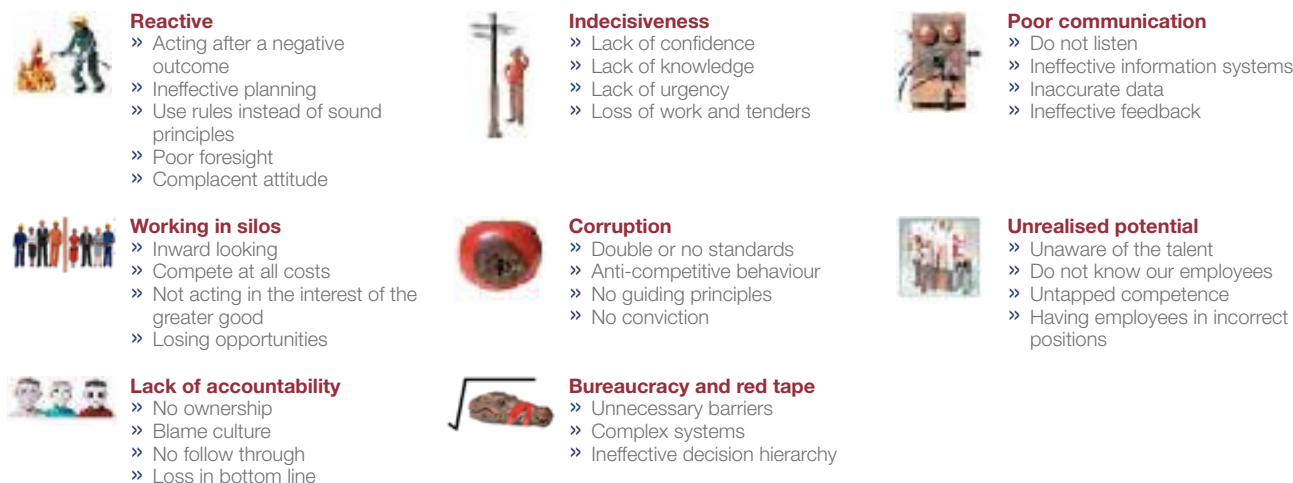 Reactive
» Acting after a negative
outcome
» Ineffective planning
» Use rules instead of sound
principles
» Poor foresight
» Complacent attitude
Indecisiveness
» Lack of confidence
» Lack of knowledge
» Lack of urgency
» Loss of work and tenders
Poor communication
» Do not listen
» Ineffective information systems
» Inaccurate data
» Ineffective feedback
Working in silos
» Inward looking
» Compete at all costs
» Not acting in the interest of the
greater good
» Losing opportunities
Corruption
» Double or no standards
» Anti-competitive behaviour
» No guiding principles
» No conviction
Unrealised potential
» Unaware of the talent
» Do not know our employees
» Untapped competence
» Having employees in incorrect
positions
Lack of accountability
» No ownership
» Blame culture
» No follow through
» Loss in bottom line
Bureaucracy and red tape
» Unnecessary barriers
» Complex systems
» Ineffective decision hierarchy